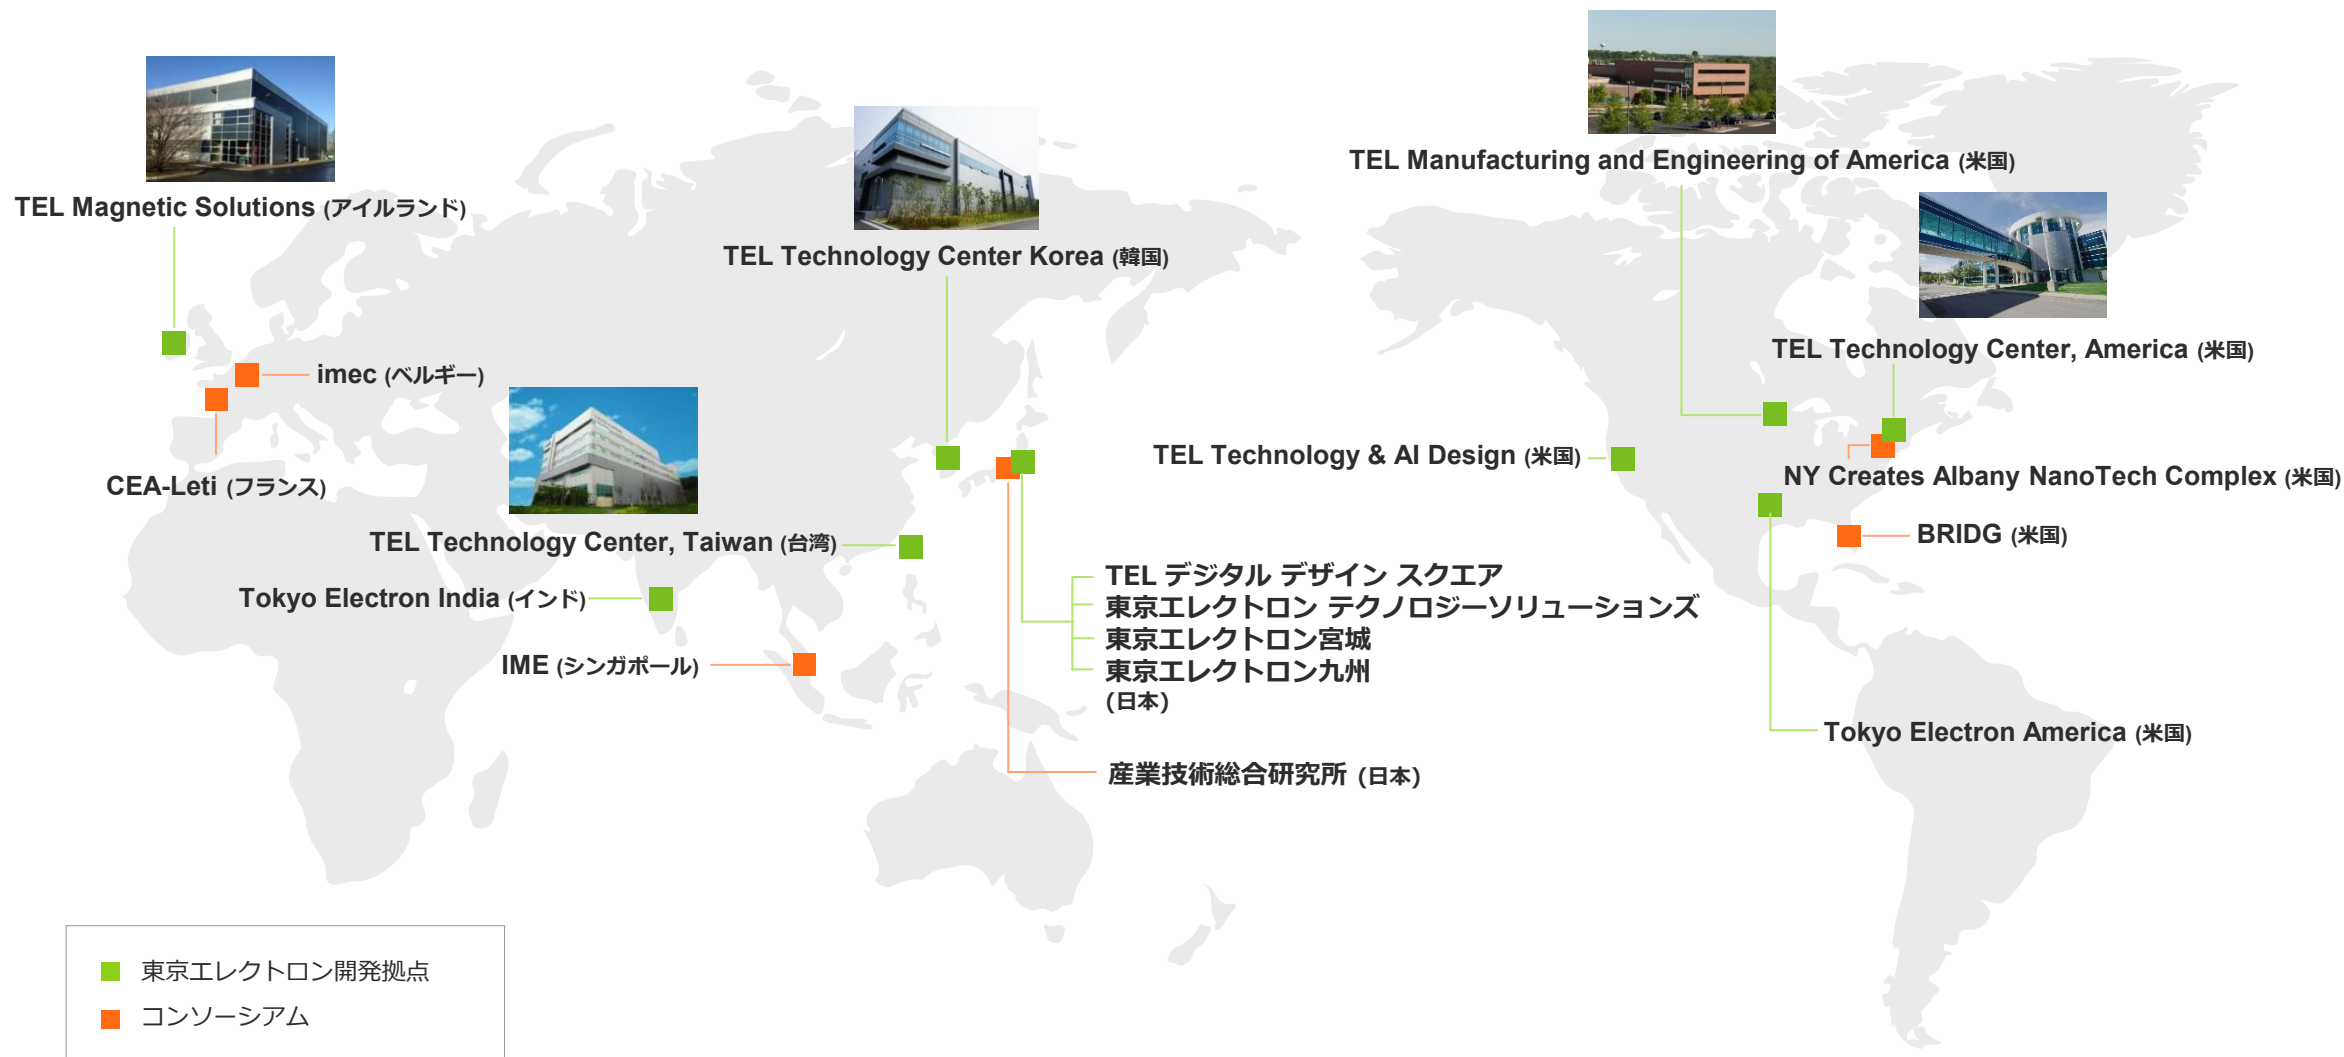 TEL Manufacturing and Engineering of America (米国)
TEL Magnetic Solutions (アイルランド)
TEL Technology Center Korea (韓国)
TEL Technology Center, America (米国)
imec (ベルギー)
TEL Technology & AI Design (米国)
NY Creates Albany NanoTech Complex (米国)
CEA-Leti (フランス)
BRIDG (米国)
TEL Technology Center, Taiwan (台湾)
TEL デジタル デザイン スクエア
東京エレクトロン テクノロジーソリューションズ
東京エレクトロン宮城
東京エレクトロン九州
(日本)
Tokyo Electron India (インド)
IME (シンガポール)
Tokyo Electron America (米国)
産業技術総合研究所 (日本)
東京エレクトロン開発拠点
コンソーシアム